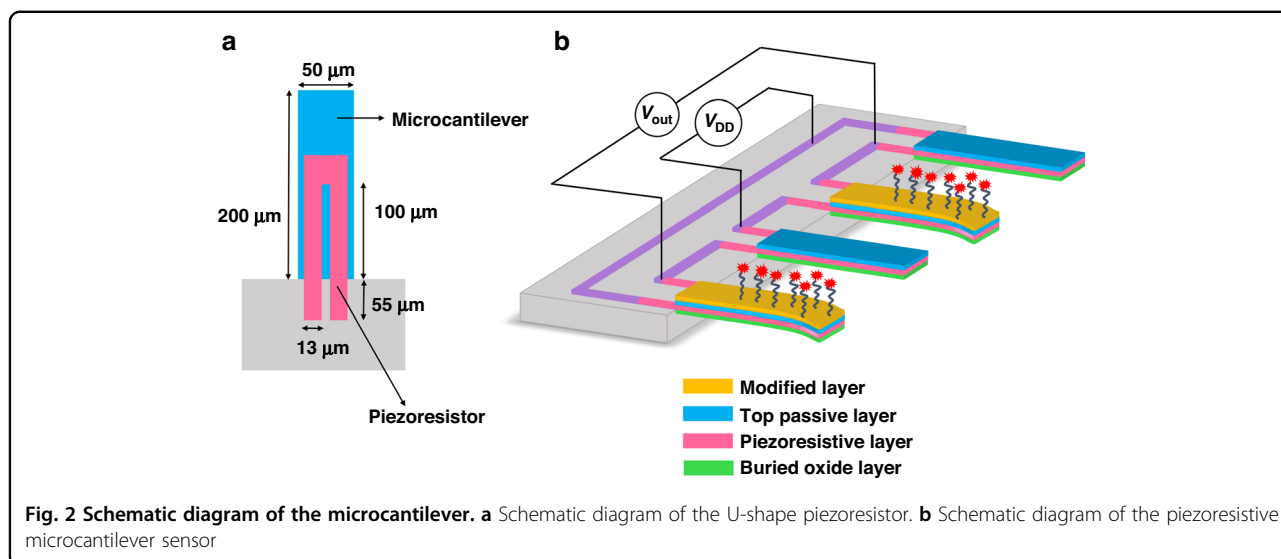 a
50 μm
Microcantilever
200 μm
100 μm
55 μm
13 μm
Piezoresistor
b
Vout
VDD
Modified layer
Top passive layer
Piezoresistive layer
Buried oxide layer
Fig. 2 Schematic diagram of the microcantilever. a Schematic diagram of the U-shape piezoresistor. b Schematic diagram of the piezoresistive
microcantilever sensor